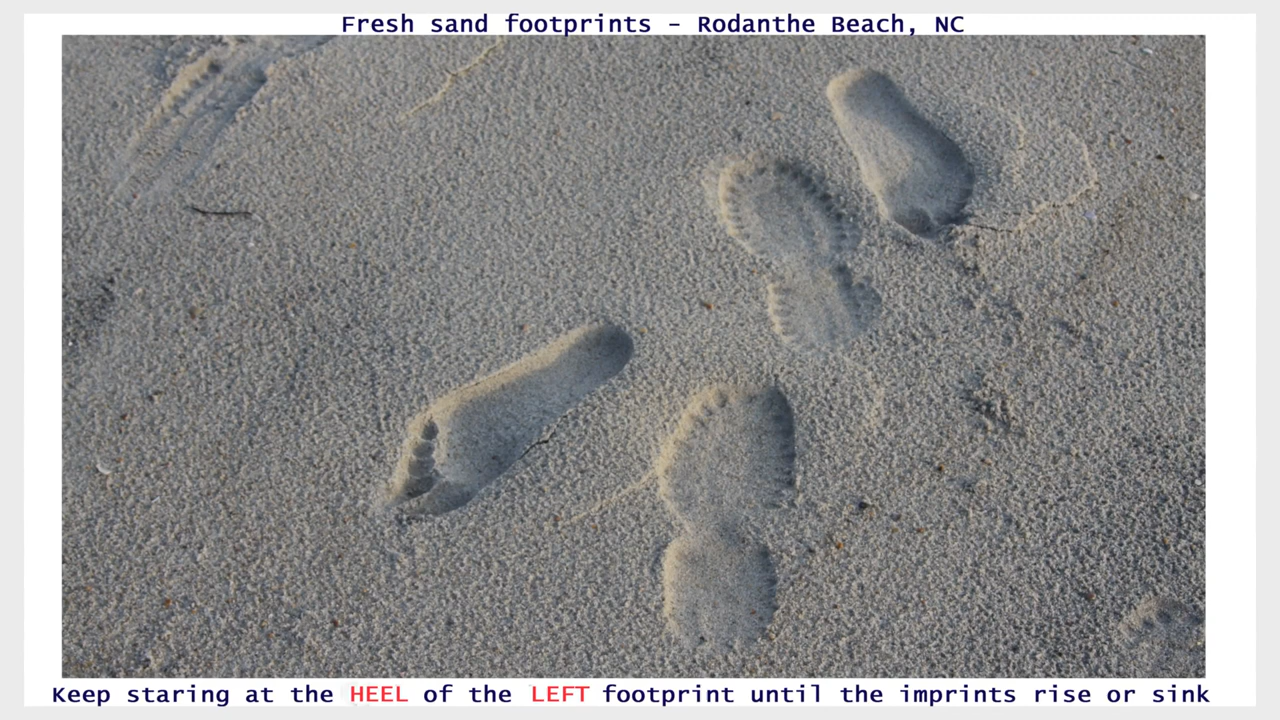 Fresh sand footprints - Rodanthe Beach, NC
Keep staring at the HEEL of the LEFT footprint until the imprints rise or sink